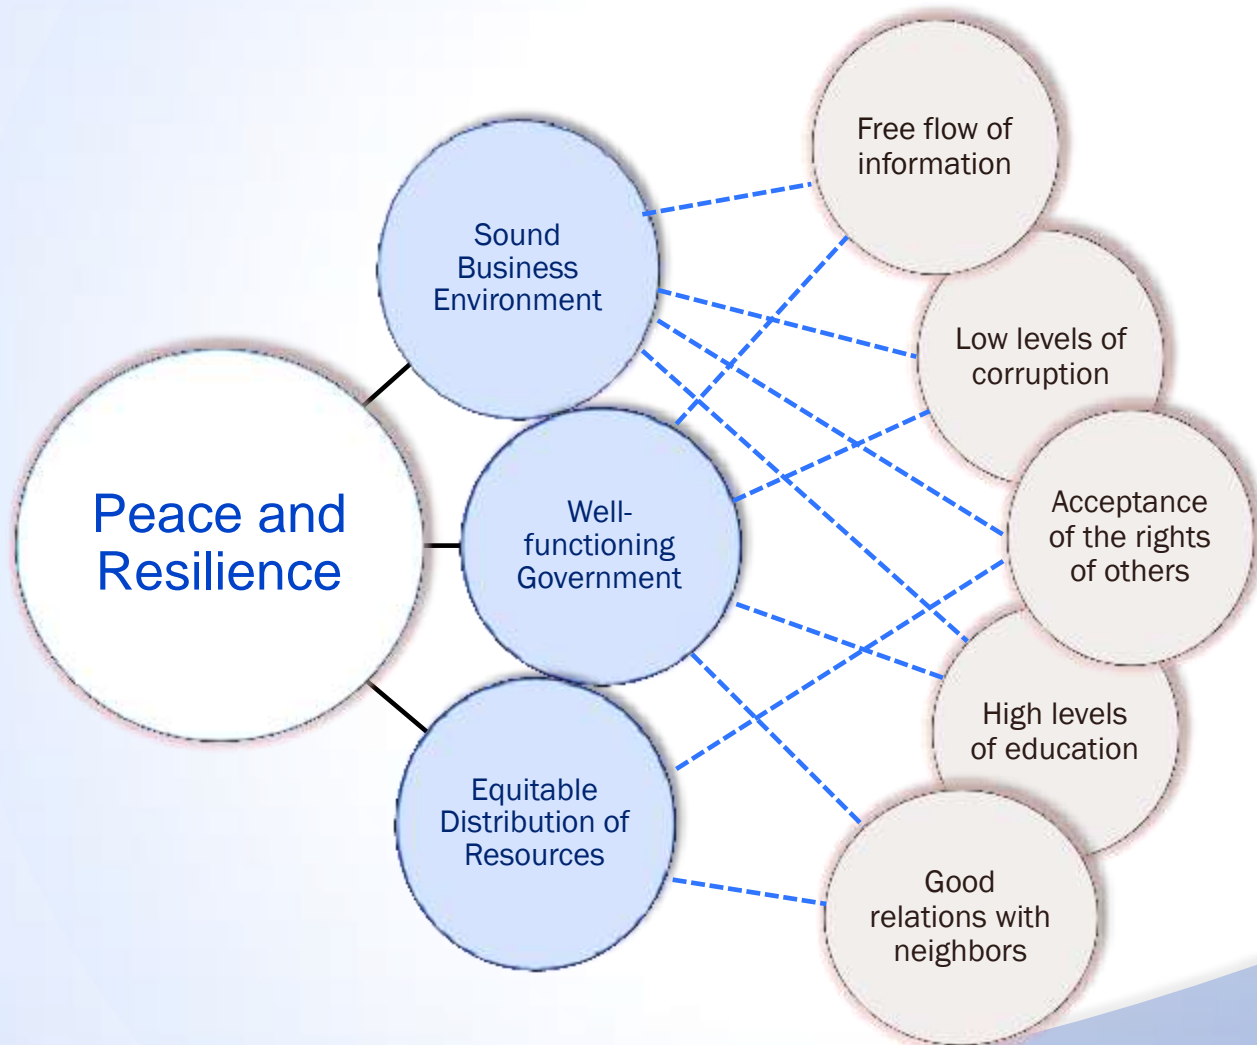 Peace and
Resilience
Sound
Business
Environment
Well-
functioning
Government
Equitable
Distribution of
Resources
Free flow of
information
Low levels of
corruption
Acceptance
of the rights
of others
High levels
of education
Good
relations with
neighbors